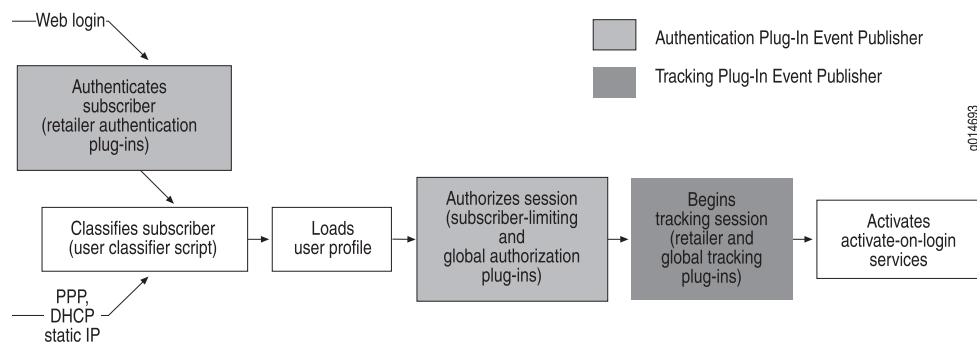 Web login
Authentication Plug-In Event Publisher
Tracking Plug-In Event Publisher
g014693
Authenticates
subscriber
(retailer authentication
plug-ins)
Classifies subscriber
(user classifier script)
Loads
user profile
Authorizes session
(subscriber-limiting
and
global authorization
plug-ins)
Begins
tracking session
(retailer and
global tracking
plug-ins)
Activates
activate-on-login
services
PPP,
DHCP
static IP